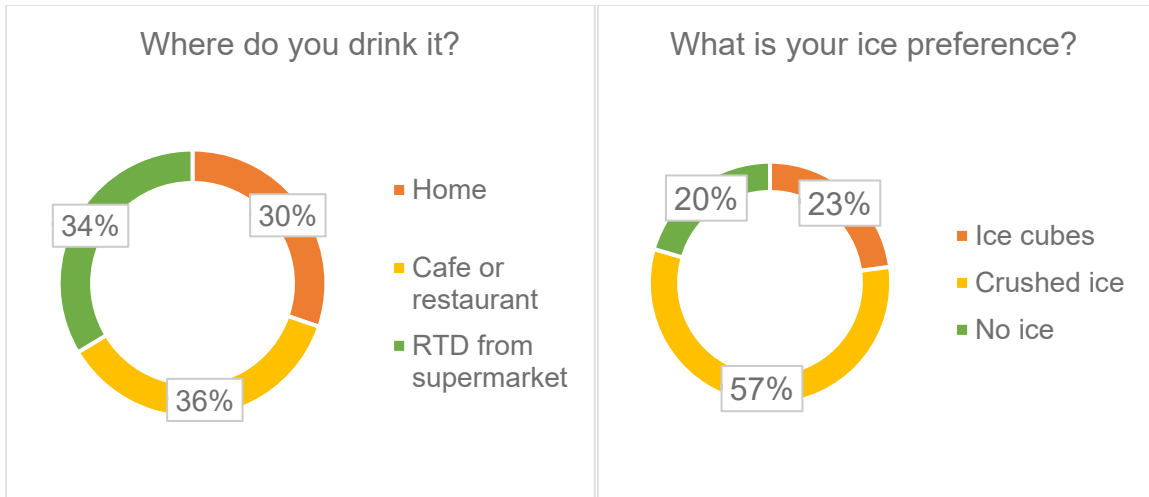 Where do you drink it?
30%
36%
34%
Home
Cafe or
restaurant
RTD from
supermarket
What is your ice preference?
23%
57%
20%
Ice cubes
Crushed ice
No ice